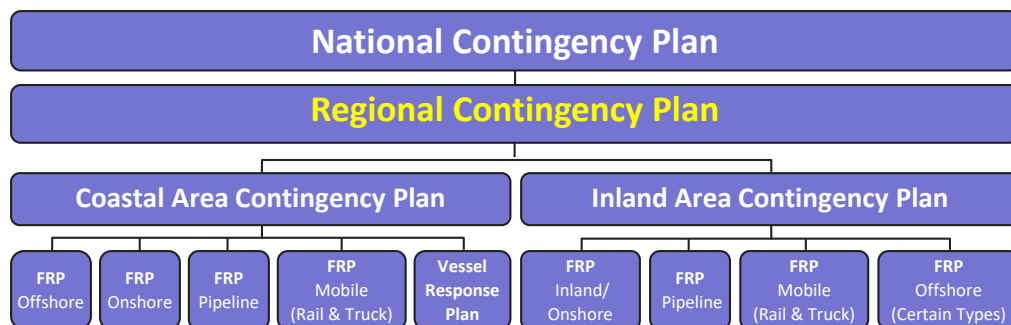 National Contingency Plan
Regional Contingency Plan
Coastal Area Contingency Plan
Inland Area Contingency Plan
FRP
Offshore
FRP
Onshore
FRP
Pipeline
FRP
Mobile
(Rail & Truck)
Vessel
Response
Plan
FRP
Inland/
Onshore
FRP
Pipeline
FRP
Mobile
(Rail & Truck)
FRP
Offshore
(Certain Types)